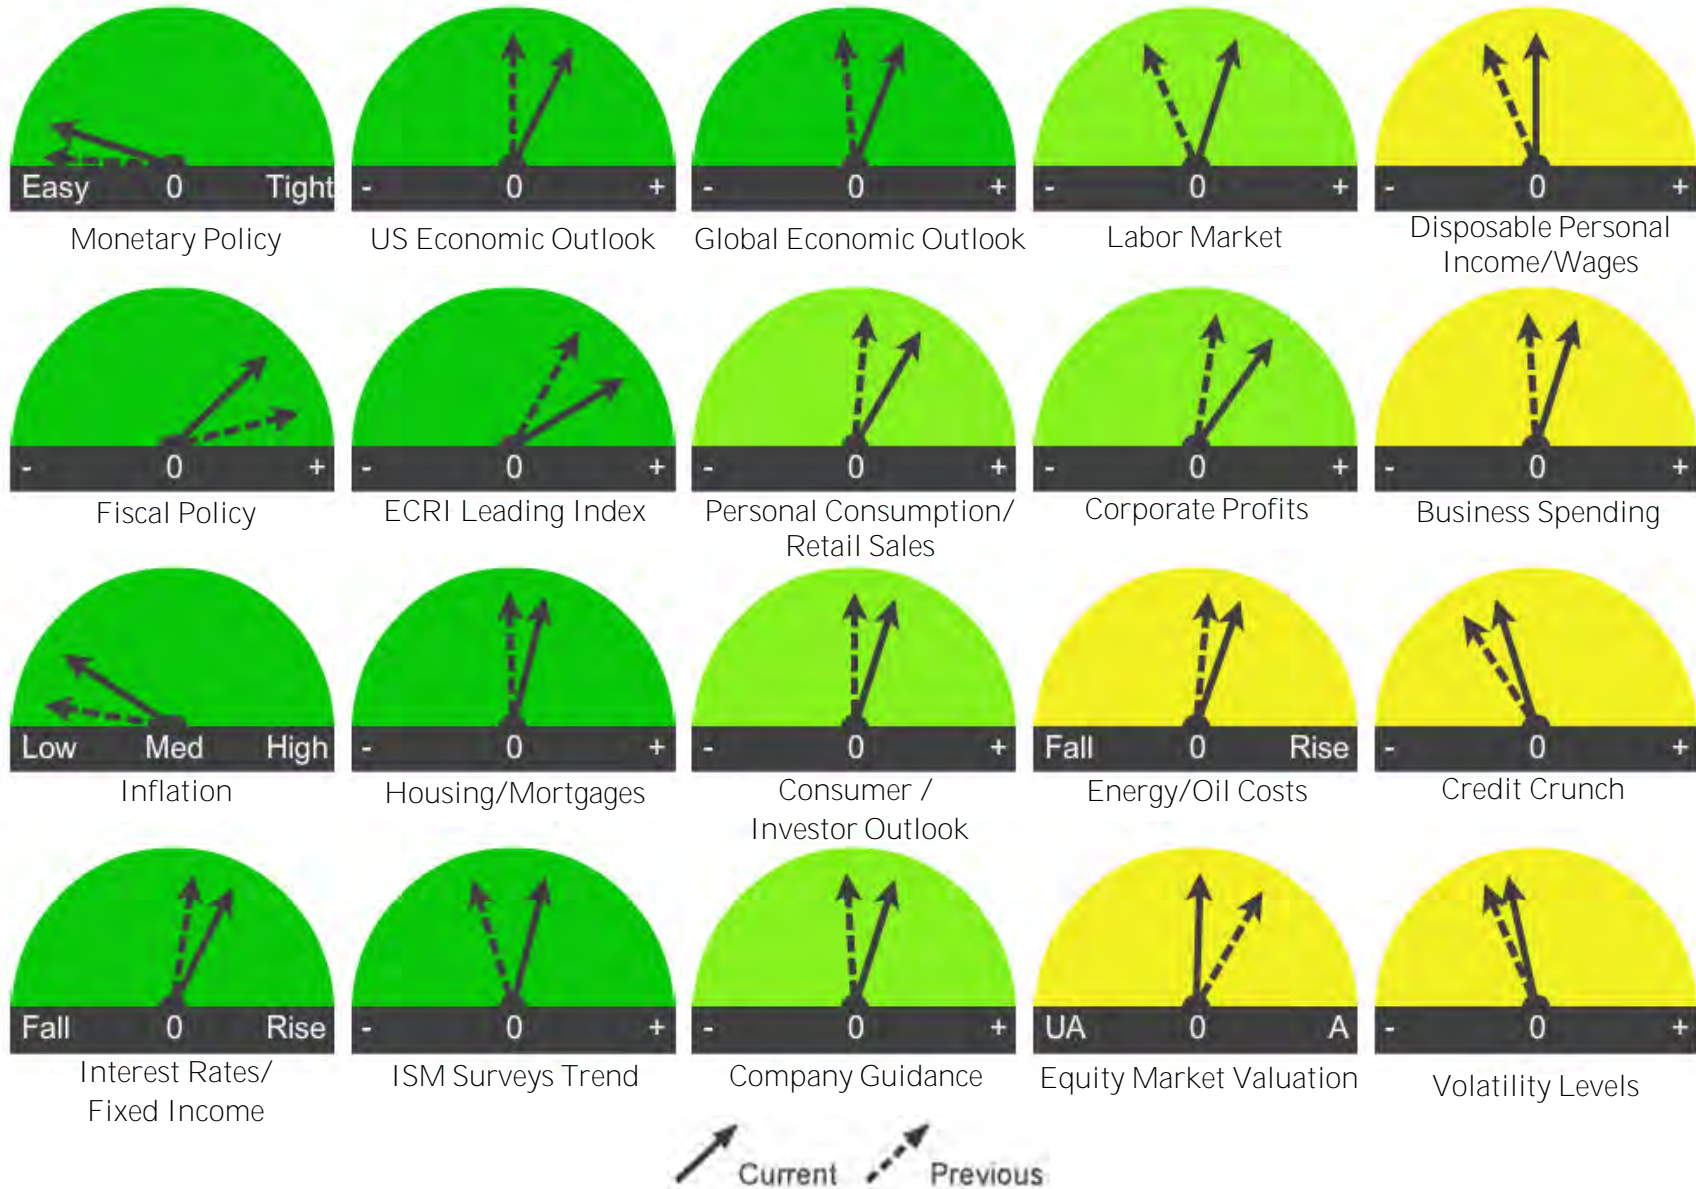 Easy 0 Tight
- 0 +
- 0 +
- 0 +
- 0 +
Monetary Policy
US Economic Outlook
Global Economic Outlook
Labor Market
Disposable Personal
Income/Wages
- 0 +
- 0 +
- 0 +
- 0 +
- 0 +
Fiscal Policy
ECRI Leading Index
Personal Consumption/
Retail Sales
Corporate Profits
Business Spending
Low Med High
- 0 +
- 0 +
Fall 0 Rise
- 0 +
Inflation
Housing/Mortgages
Consumer /
Investor Outlook
Energy/Oil Costs
Credit Crunch
Fall 0 Rise
- 0 +
- 0 +
UA 0 A
- 0 +
Interest Rates/
Fixed Income
ISM Surveys Trend
Company Guidance
Equity Market Valuation
Volatility Levels
Current Previous